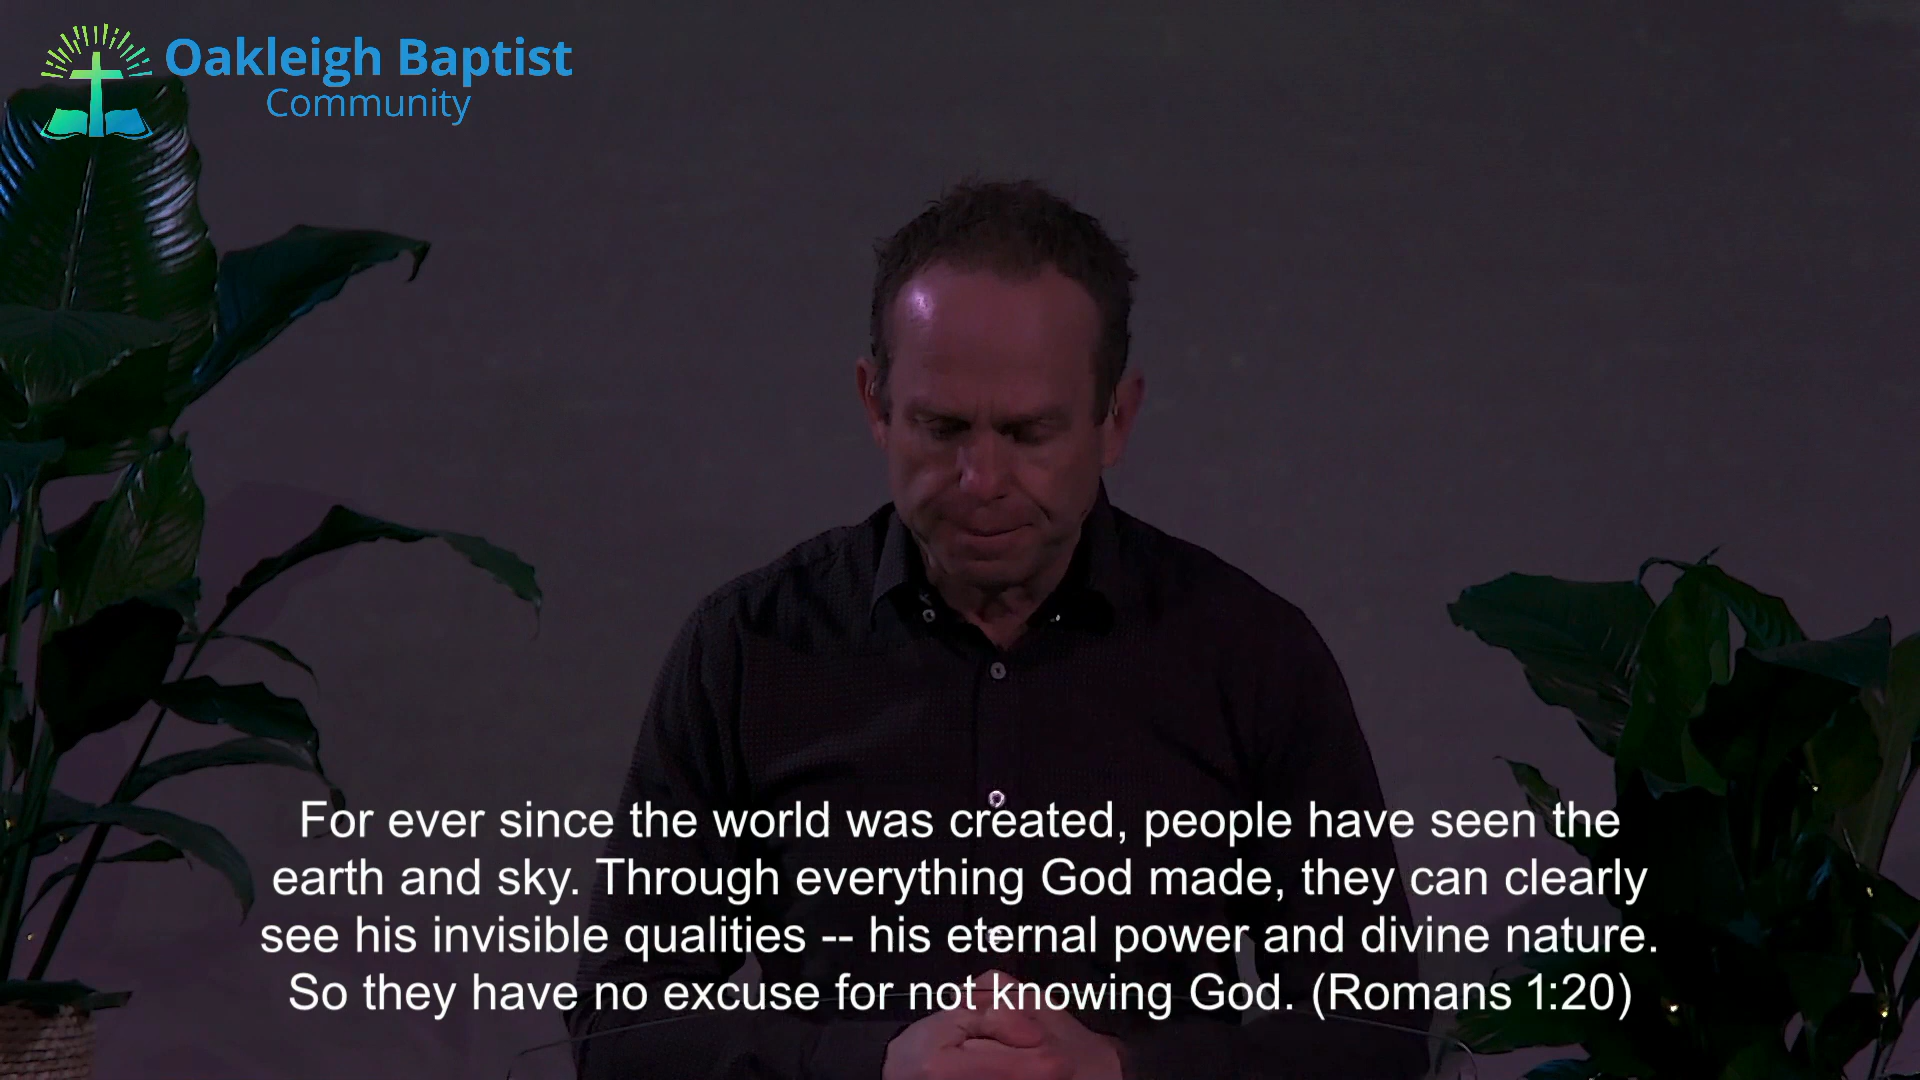 Oakleigh Baptist
Community
For ever since the world was created, people have seen the
earth and sky. Through everything God made, they can clearly
see his invisible qualities -- his eternal power and divine nature.
So they have no excuse for not knowing God. (Romans 1:20)